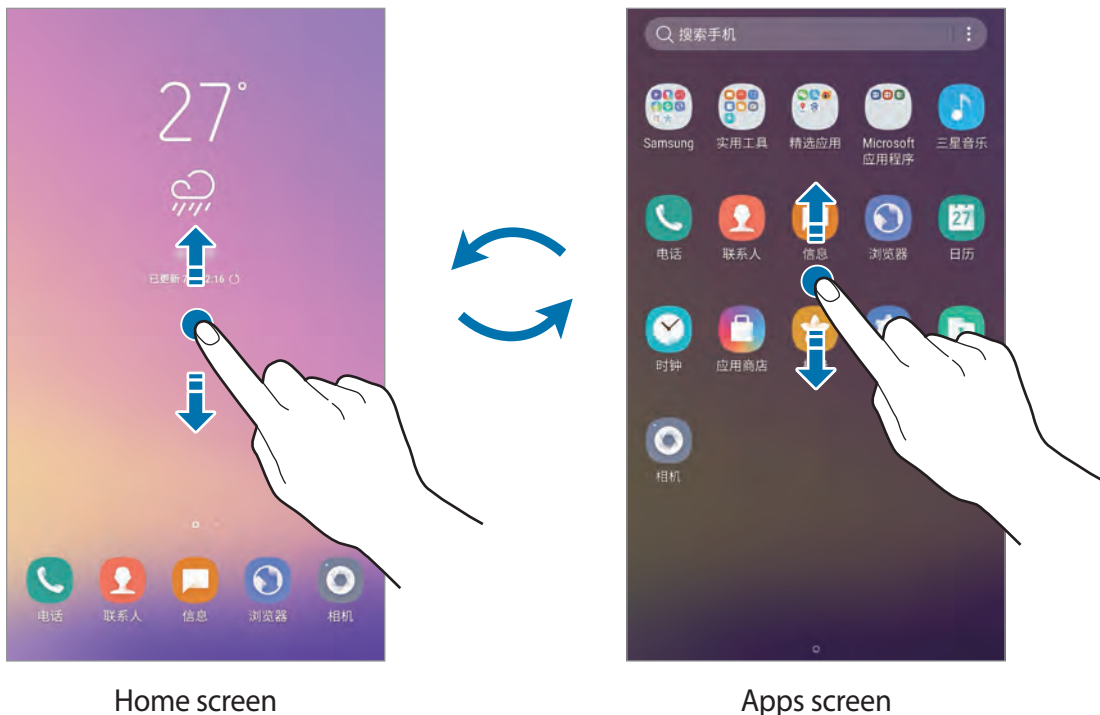 27°
已更新 7 2:16
电话 联系人 信息 浏览器 相机
Home screen
搜索手机
Samsung 实用工具 精选应用 Microsoft 应用程序 三星音乐
27
电话 联系人 信息 浏览器 日历
时钟 应用商店
相机
Apps screen